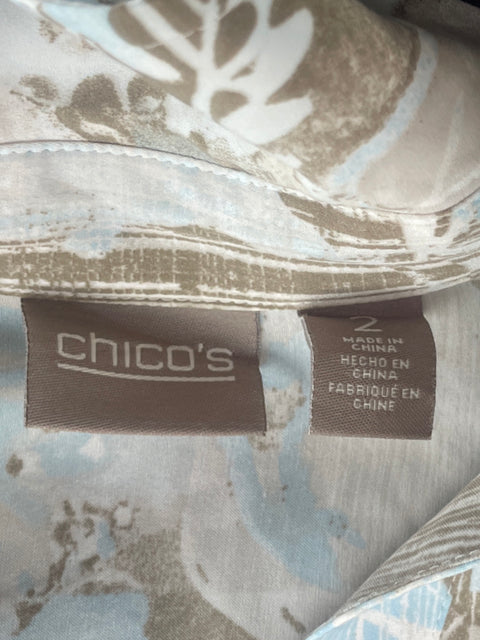 chico's
2
MADE IN
CHINA
HECHO EN
CHINA
FABRIQUÉ EN
CHINE